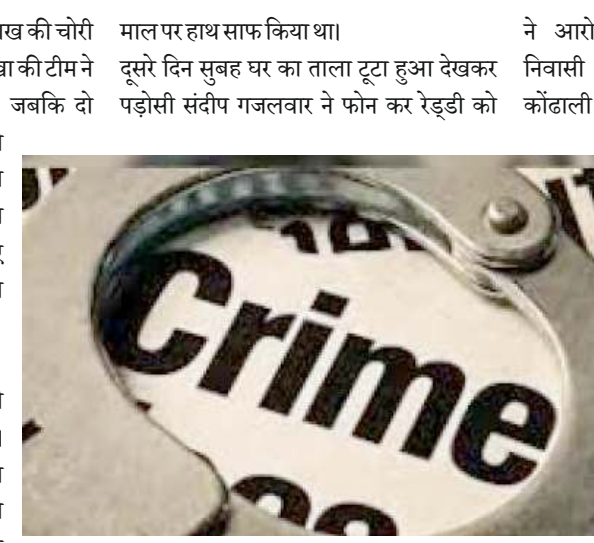 ख की चोरी
की टीम ने
जबकि दो
माल पर हाथ साफ किया था।
दूसरे दिन सुबह घर का ताला टूटा हुआ देखकर
पड़ोसी संदीप गजलवार ने फोन कर रेड्डी को
ने आरो
निवासी
कोंढाली
Crime